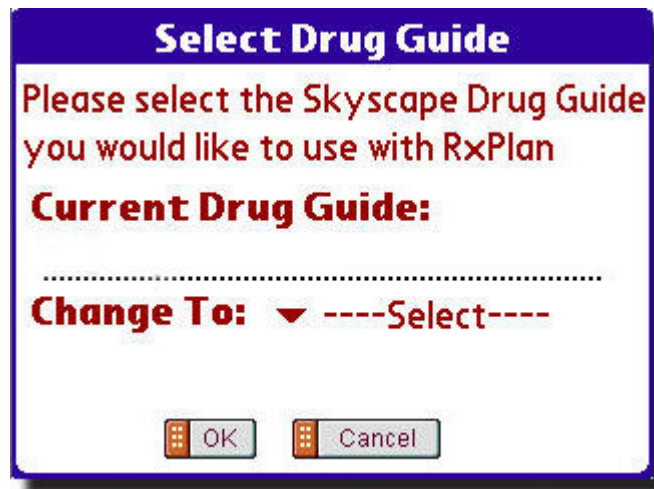 Select Drug Guide
Please select the Skyscape Drug Guide
you would like to use with RxPlan
Current Drug Guide:
Change To: ----Select----
OK Cancel